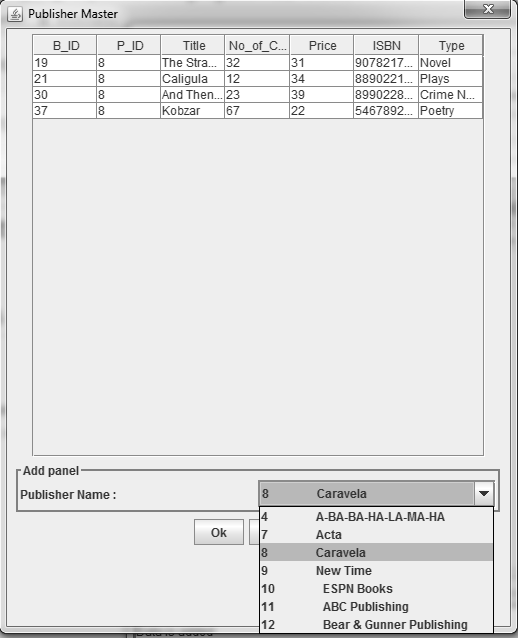 Publisher Master
B_ID P_ID Title No_of_C... Price ISBN Type
19 8 The Stra... 32 31 9078217... Novel
21 8 Caligula 12 34 8890221... Plays
30 8 And Then... 23 39 8990228... Crime N...
37 8 Kobzar 67 22 5467892... Poetry
Add panel
Publisher Name : 8 Caravela
4 A-BA-BA-HA-LA-MA-HA
7 Acta
Ok
8 Caravela
9 New Time
10 ESPN Books
11 ABC Publishing
12 Bear & Gunner Publishing